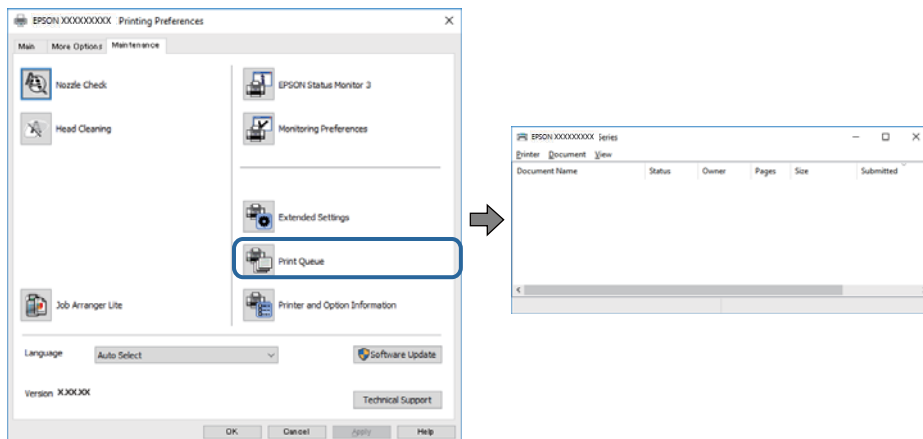 EPSON XXXXXXXXX Printing Preferences
Main More Options Maintenance
Nozzle Check
EPSON Status Monitor 3
Head Cleaning
Monitoring Preferences
Extended Settings
Print Queue
Job Arranger Lite
Printer and Option Information
Language Auto Select
Software Update
Version X.XX.XX
Technical Support
OK Cancel Apply Help
EPSON XXXXXXXXX Series
Printer Document View
Document Name Status Owner Pages Size Submitted